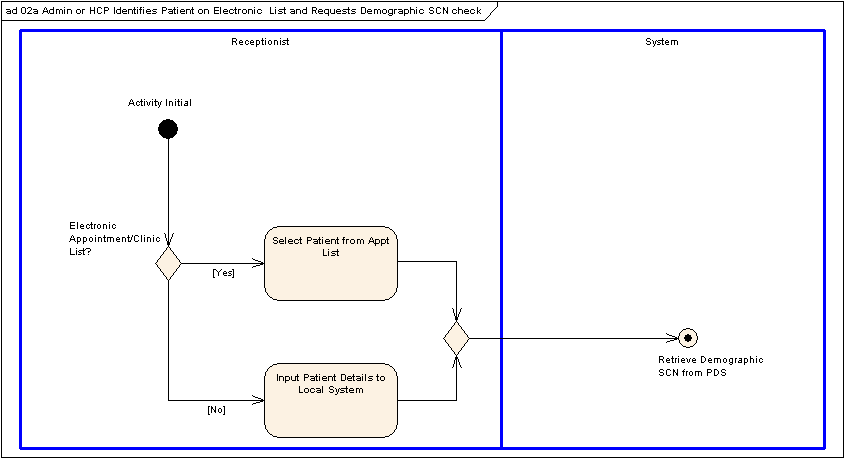 ad 02a Admin or HCP Identifies Patient on Electronic  List and Requests Demographic SCN check
Receptionist
System
Activity Initial
Electronic
Appointment/Clinic
List?
[Yes]
Select Patient from Appt
List
[No]
Input Patient Details to
Local System
Retrieve Demographic
SCN from PDS